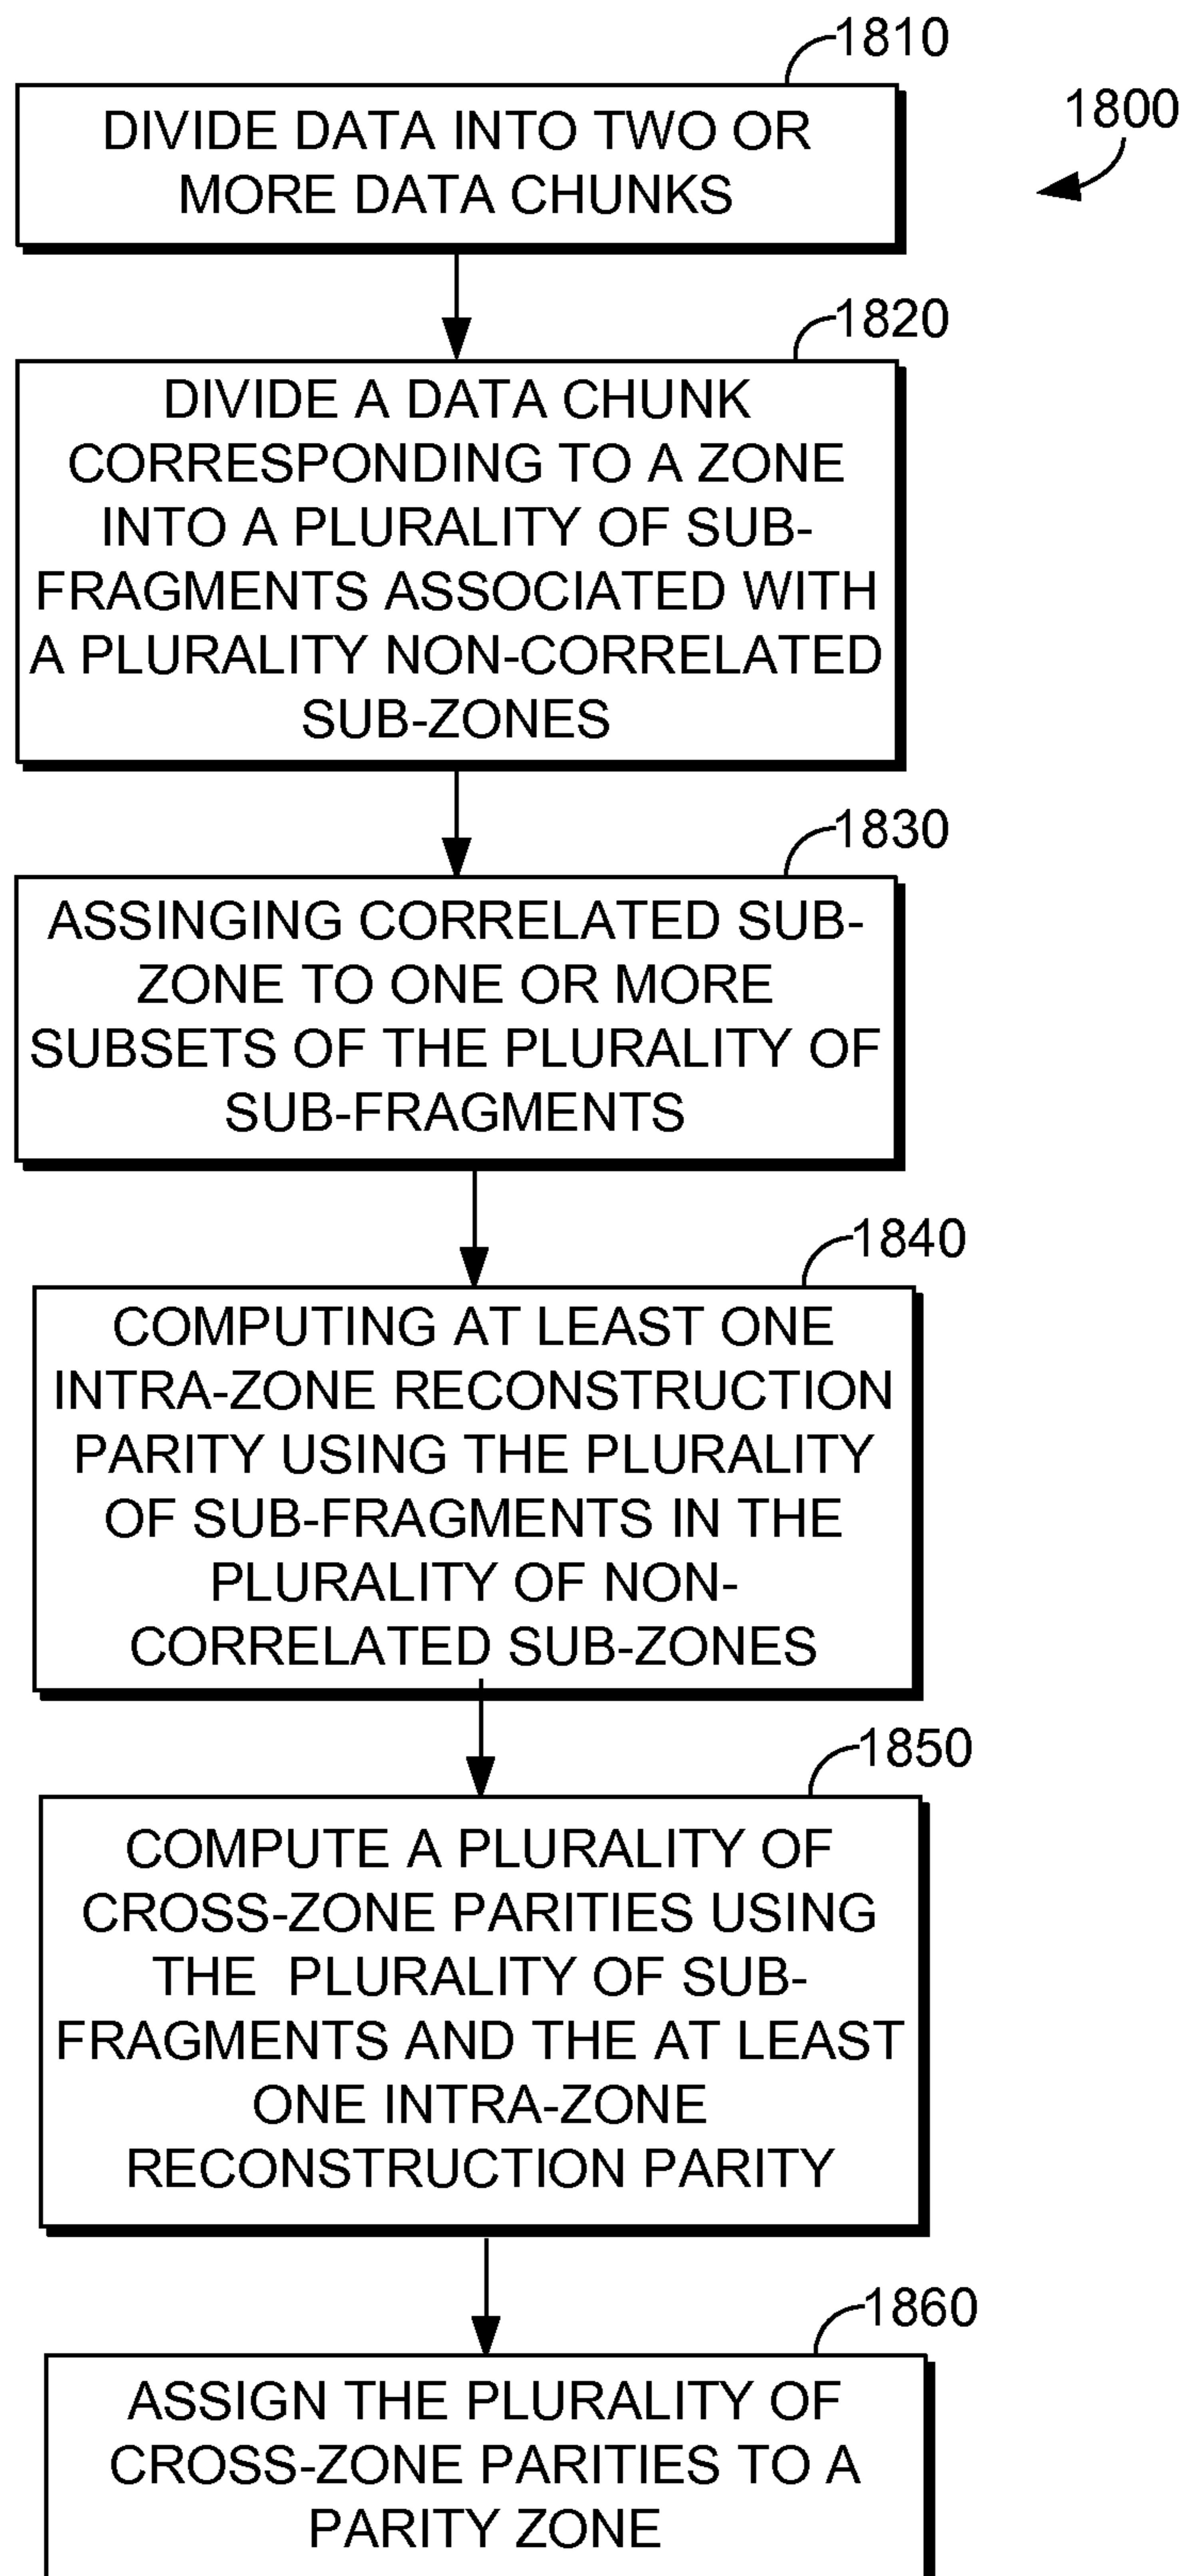 1810
1800
DIVIDE DATA INTO TWO OR
MORE DATA CHUNKS
1820
DIVIDE A DATA CHUNK
CORRESPONDING TO A ZONE
INTO A PLURALITY OF SUB-
FRAGMENTS ASSOCIATED WITH
A PLURALITY NON-CORRELATED
SUB-ZONES
1830
ASSINGING CORRELATED SUB-
ZONE TO ONE OR MORE
SUBSETS OF THE PLURALITY OF
SUB-FRAGMENTS
1840
COMPUTING AT LEAST ONE
INTRA-ZONE RECONSTRUCTION
PARITY USING THE PLURALITY
OF SUB-FRAGMENTS IN THE
PLURALITY OF NON-
CORRELATED SUB-ZONES
1850
COMPUTE A PLURALITY OF
CROSS-ZONE PARITIES USING
THE PLURALITY OF SUB-
FRAGMENTS AND THE AT LEAST
ONE INTRA-ZONE
RECONSTRUCTION PARITY
1860
ASSIGN THE PLURALITY OF
CROSS-ZONE PARITIES TO A
PARITY ZONE